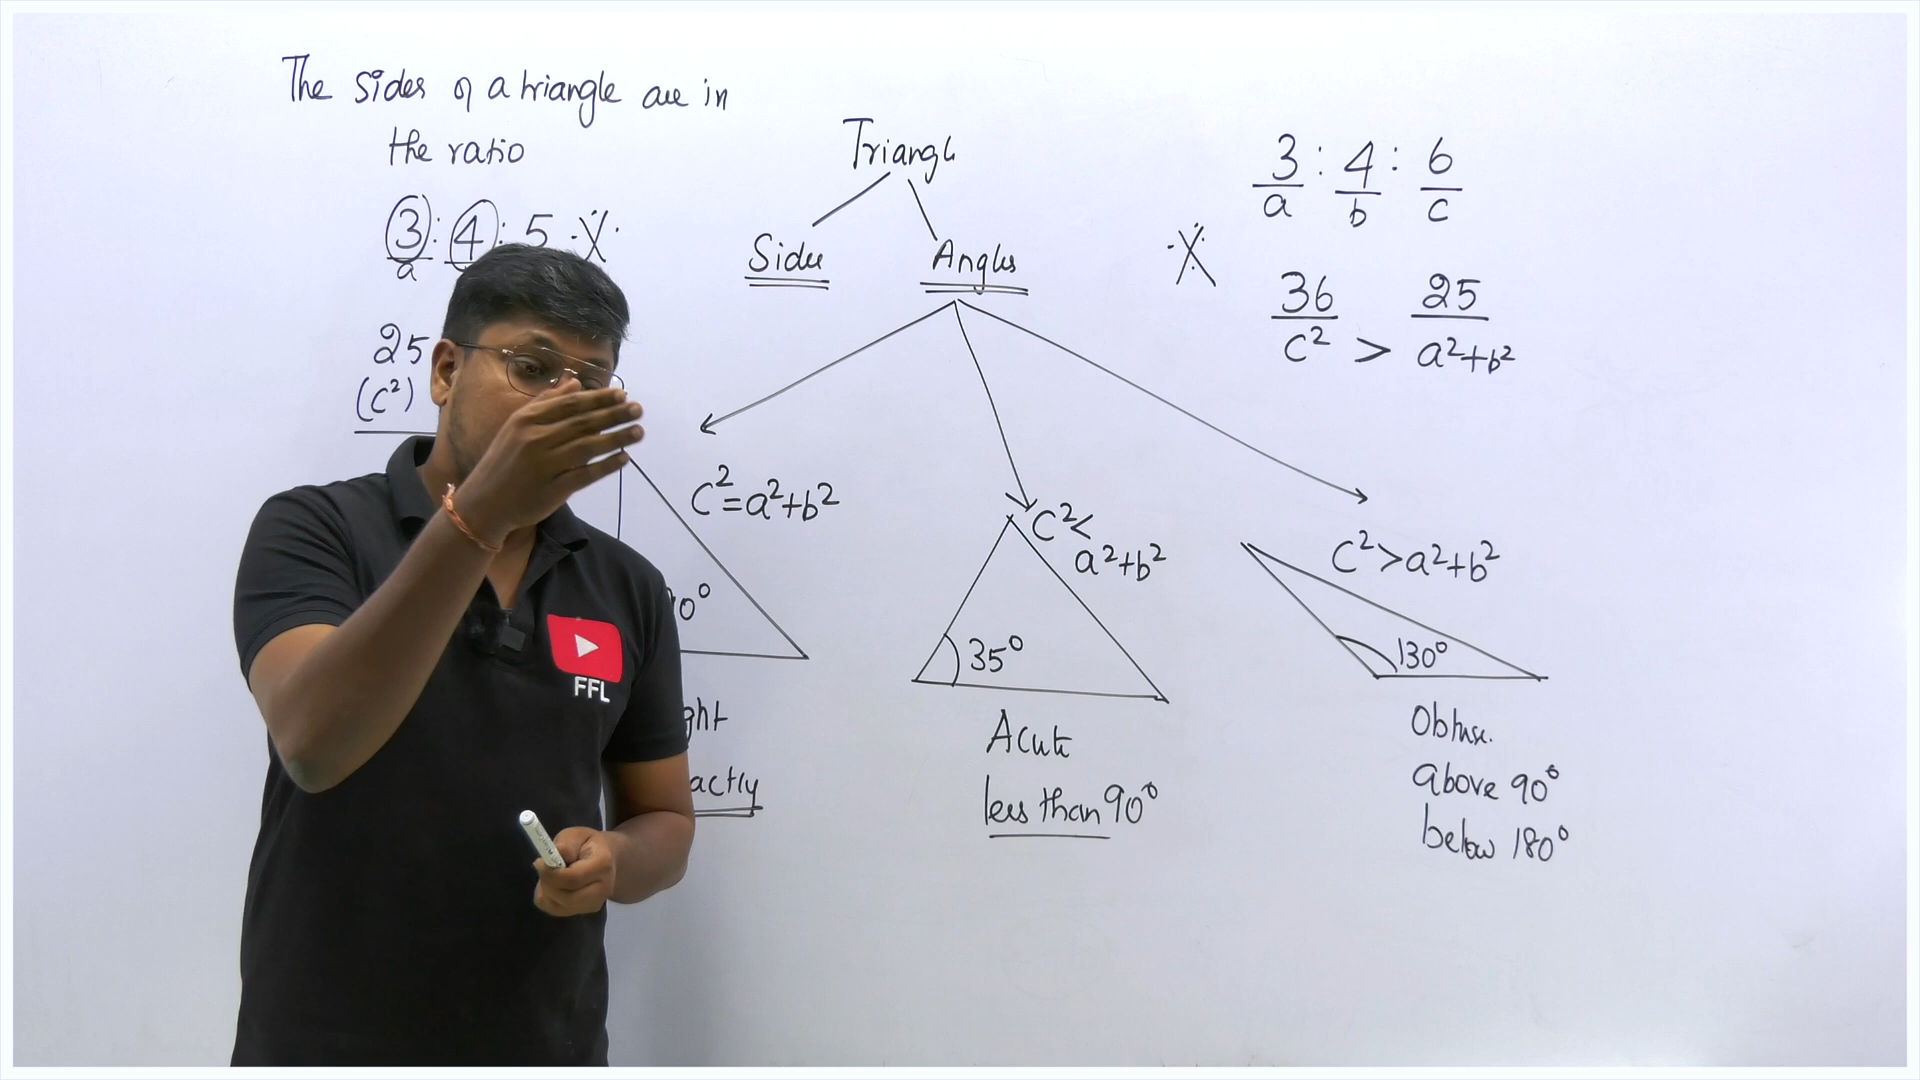 The sides of a triangle are in
the ratio
3 : 4 : 5 ·X·
a
25
(c²)
Triangle
Sides
Angles
C²=a²+b²
90°
C²<
a²+b²
35°
Acute
less than 90°
3 : 4 : 6
a b c
·X·
36 25
c² > a²+b²
C²>a²+b²
130°
Obtuse.
above 90°
below 180°
FFL